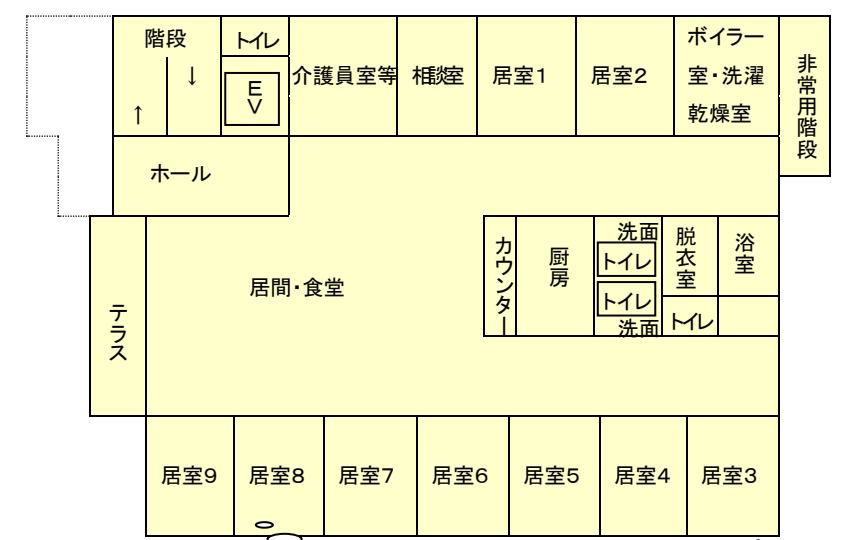 階段
↓
↑
トイレ
EV
介護員室等
相談室
居室1
居室2
ボイラー
室・洗濯
乾燥室
非常用階段
ホール
テラス
居間・食堂
カウンター
厨房
洗面
トイレ
トイレ
洗面
脱衣室
トイレ
浴室
居室9
居室8
居室7
居室6
居室5
居室4
居室3